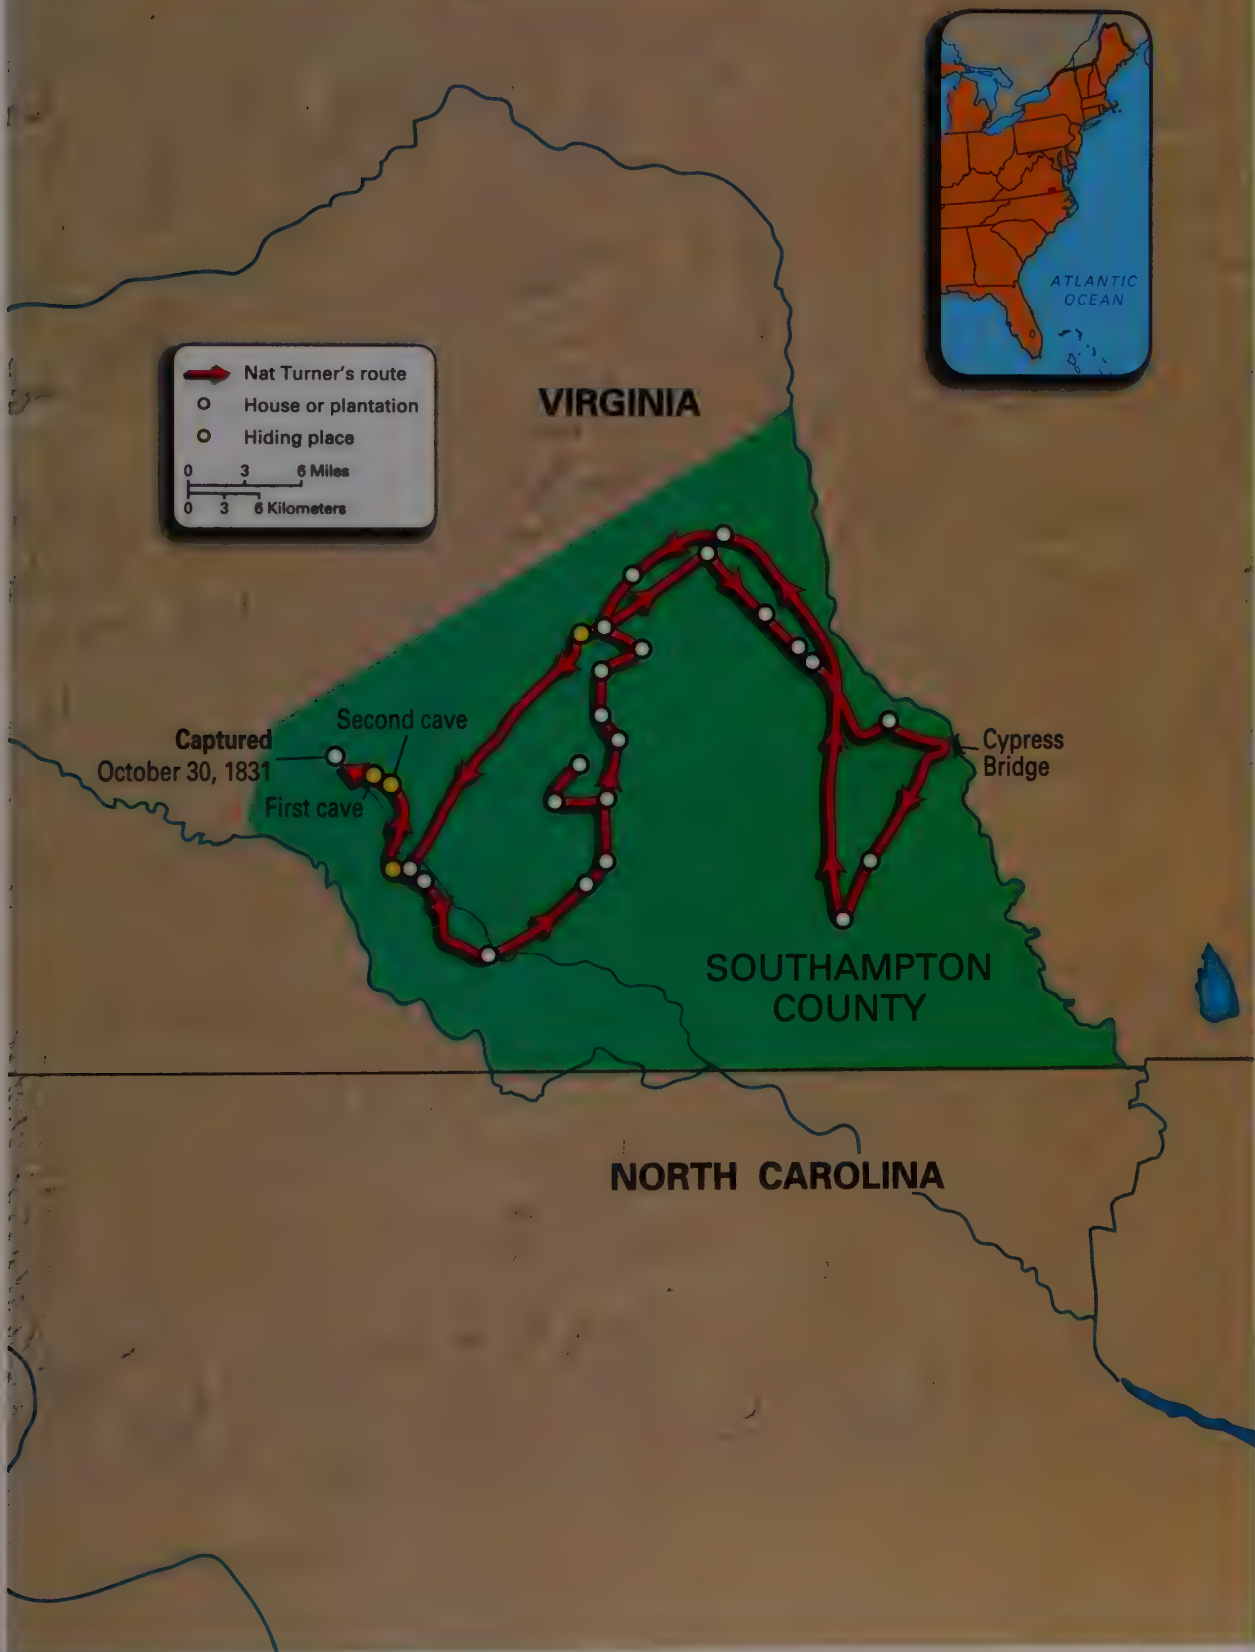 ATLANTIC
OCEAN
Nat Turner's route
House or plantation
Hiding place
0 3 6 Miles
0 3 6 Kilometers
VIRGINIA
Second cave
Captured
October 30, 1831
First cave
Cypress
Bridge
SOUTHAMPTON
COUNTY
NORTH CAROLINA